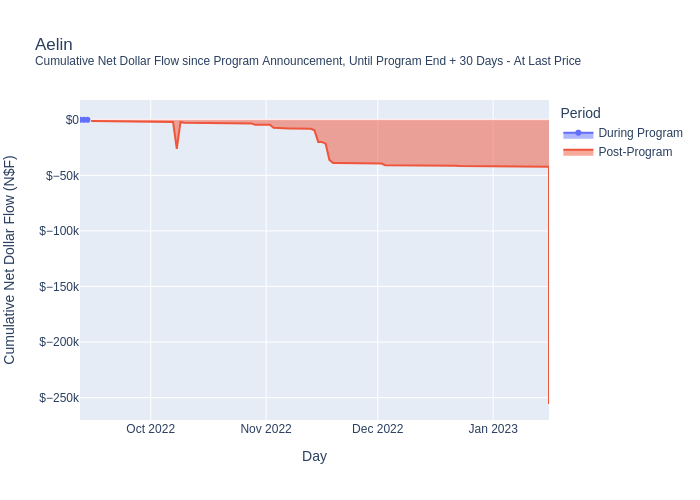 Aelin
Cumulative Net Dollar Flow since Program Announcement, Until Program End + 30 Days - At Last Price
Period
During Program
Post-Program
$0
$−50k
$−100k
$−150k
$−200k
$−250k
Cumulative Net Dollar Flow (N$F)
Oct 2022
Nov 2022
Dec 2022
Jan 2023
Day